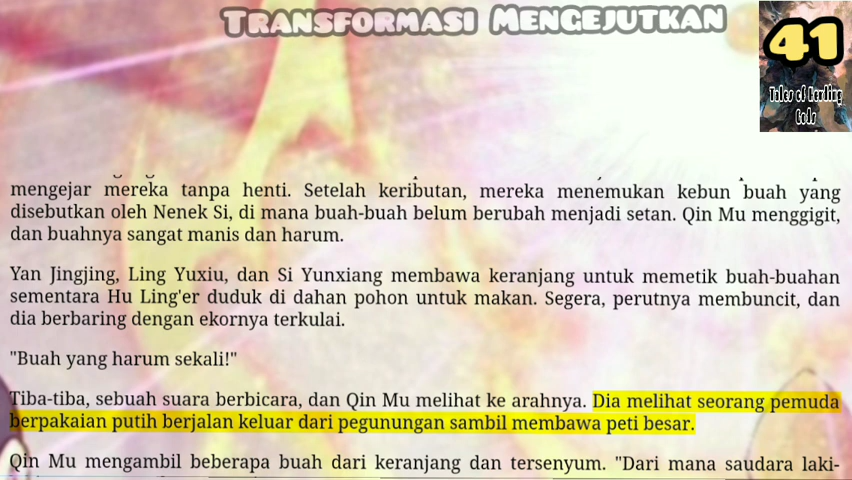 TRANSFORMASI MENGEJUTKAN
41
Tales of Herding
Gods
mengejar mereka tanpa henti. Setelah keributan, mereka menemukan kebun buah yang
disebutkan oleh Nenek Si, di mana buah-buah belum berubah menjadi setan. Qin Mu menggigit,
dan buahnya sangat manis dan harum.
Yan Jingjing, Ling Yuxiu, dan Si Yunxiang membawa keranjang untuk memetik buah-buahan
sementara Hu Ling'er duduk di dahan pohon untuk makan. Segera, perutnya membuncit, dan
dia berbaring dengan ekornya terkulai.
"Buah yang harum sekali!"
Tiba-tiba, sebuah suara berbicara, dan Qin Mu melihat ke arahnya. Dia melihat seorang pemuda
berpakaian putih berjalan keluar dari pegunungan sambil membawa peti besar.
Qin Mu mengambil beberapa buah dari keranjang dan tersenyum. "Dari mana saudara laki-